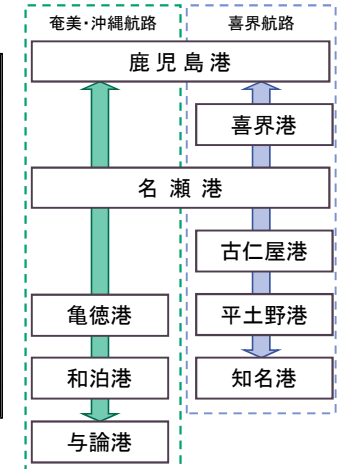 奄美・沖縄航路
喜界航路
鹿児島港
喜界港
名瀬港
古仁屋港
亀徳港
平土野港
和泊港
知名港
与論港